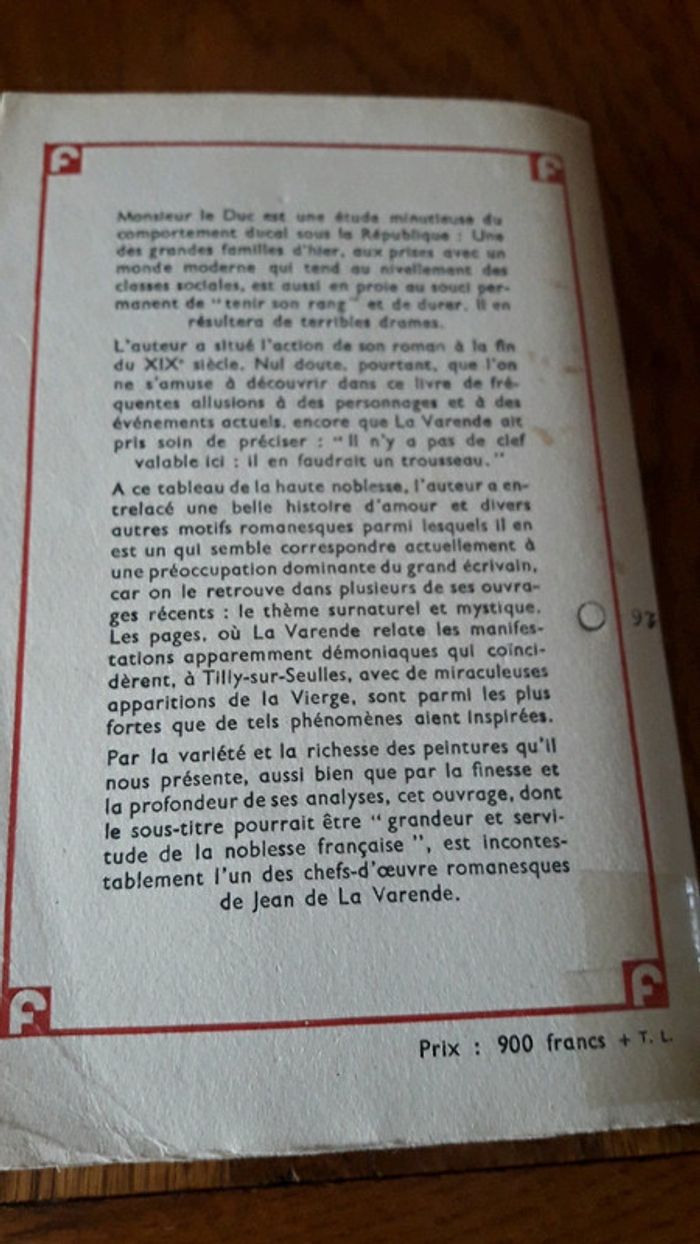 F
F
Monsieur le Duc est une étude minutieuse du
comportement ducal sous la République : Une
des grandes familles d'hier, aux prises avec un
monde moderne qui tend au nivellement des
classes sociales, est aussi en proie au souci per-
manent de "tenir son rang" et de durer. Il en
résultera de terribles drames.
L'auteur a situé l'action de son roman à la fin
du XIXe siècle. Nul doute, pourtant, que l'on
ne s'amuse à découvrir dans ce livre de fré-
quentes allusions à des personnages et à des
événements actuels, encore que La Varende ait
pris soin de préciser : "Il n'y a pas de clef
valable ici : il en faudrait un trousseau."
A ce tableau de la haute noblesse, l'auteur a en-
trelacé une belle histoire d'amour et divers
autres motifs romanesques parmi lesquels il en
est un qui semble correspondre actuellement à
une préoccupation dominante du grand écrivain,
car on le retrouve dans plusieurs de ses ouvra-
ges récents : le thème surnaturel et mystique.
Les pages, où La Varende relate les manifes-
tations apparemment démoniaques qui coïnci-
dèrent, à Tilly-sur-Seulles, avec de miraculeuses
apparitions de la Vierge, sont parmi les plus
fortes que de tels phénomènes aient inspirées.
Par la variété et la richesse des peintures qu'il
nous présente, aussi bien que par la finesse et
la profondeur de ses analyses, cet ouvrage, dont
le sous-titre pourrait être "grandeur et servi-
tude de la noblesse française", est incontes-
tablement l'un des chefs-d'œuvre romanesques
de Jean de La Varende.
F
F
Prix : 900 francs + T. L.